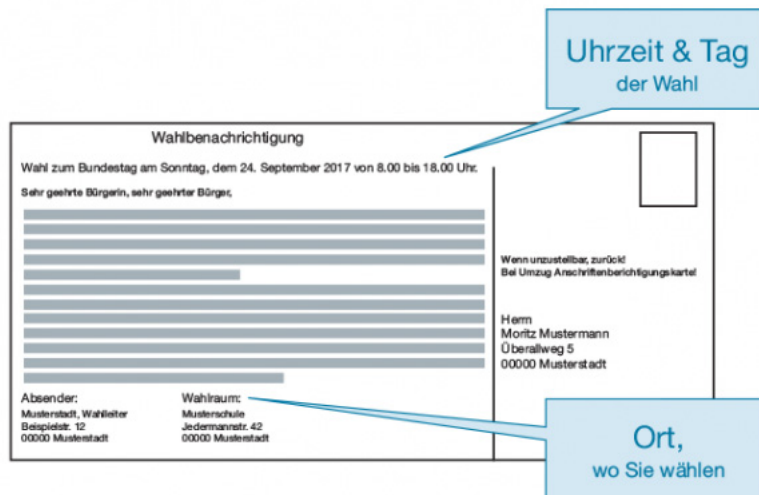 Uhrzeit & Tag
der Wahl
Wahlbenachrichtigung
Wahl zum Bundestag am Sonntag, dem 24. September 2017 von 8.00 bis 18.00 Uhr.
Sehr geehrte Bürgerin, sehr geehrter Bürger,
Wenn unzustellbar, zurück!
Bei Umzug Anschriftenberichtigungskarte!
Herrn
Moritz Mustermann
Überallweg 5
00000 Musterstadt
Absender:
Musterstadt, Wahlleiter
Beispielstr. 12
00000 Musterstadt
Wahlraum:
Musterschule
Jedermannstr. 42
00000 Musterstadt
Ort,
wo Sie wählen